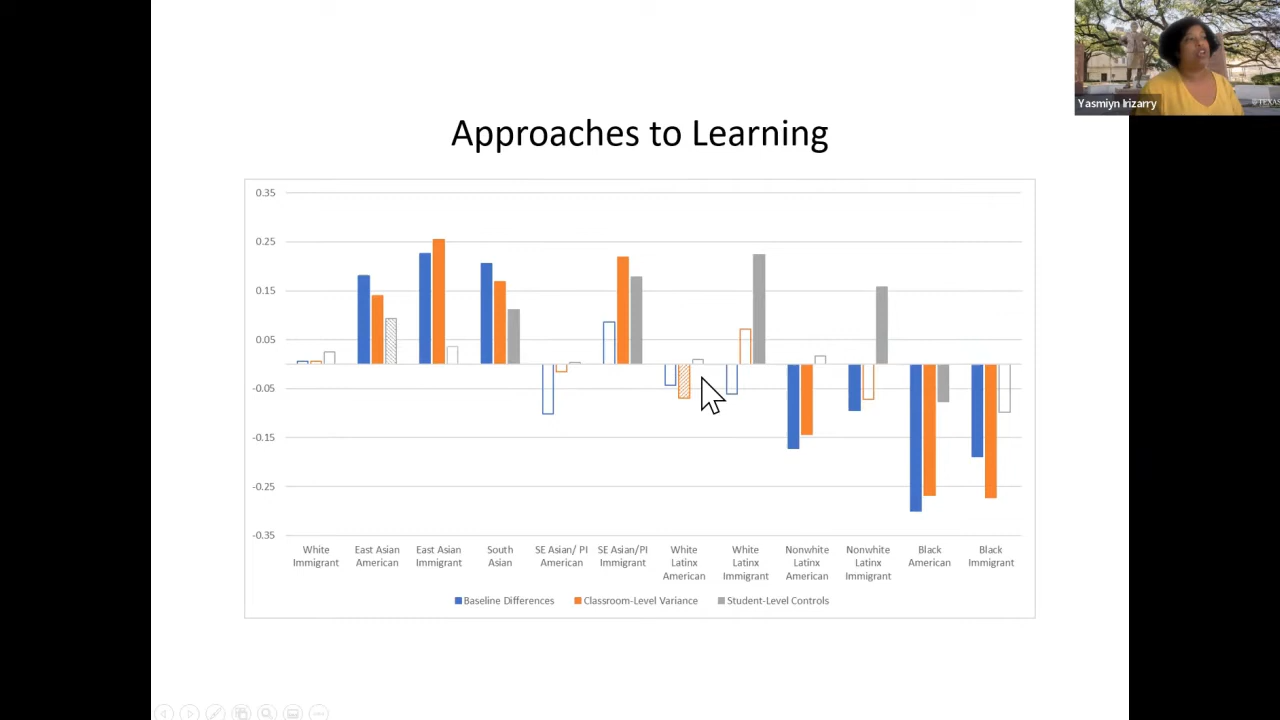 Yasmiyn Irizarry
TEXAS
Approaches to Learning
0.35
0.25
0.15
0.05
-0.05
-0.15
-0.25
-0.35
White Immigrant
East Asian American
East Asian Immigrant
South Asian
SE Asian/ PI American
SE Asian/PI Immigrant
White Latinx American
White Latinx Immigrant
Nonwhite Latinx American
Nonwhite Latinx Immigrant
Black American
Black Immigrant
Baseline Differences
Classroom-Level Variance
Student-Level Controls